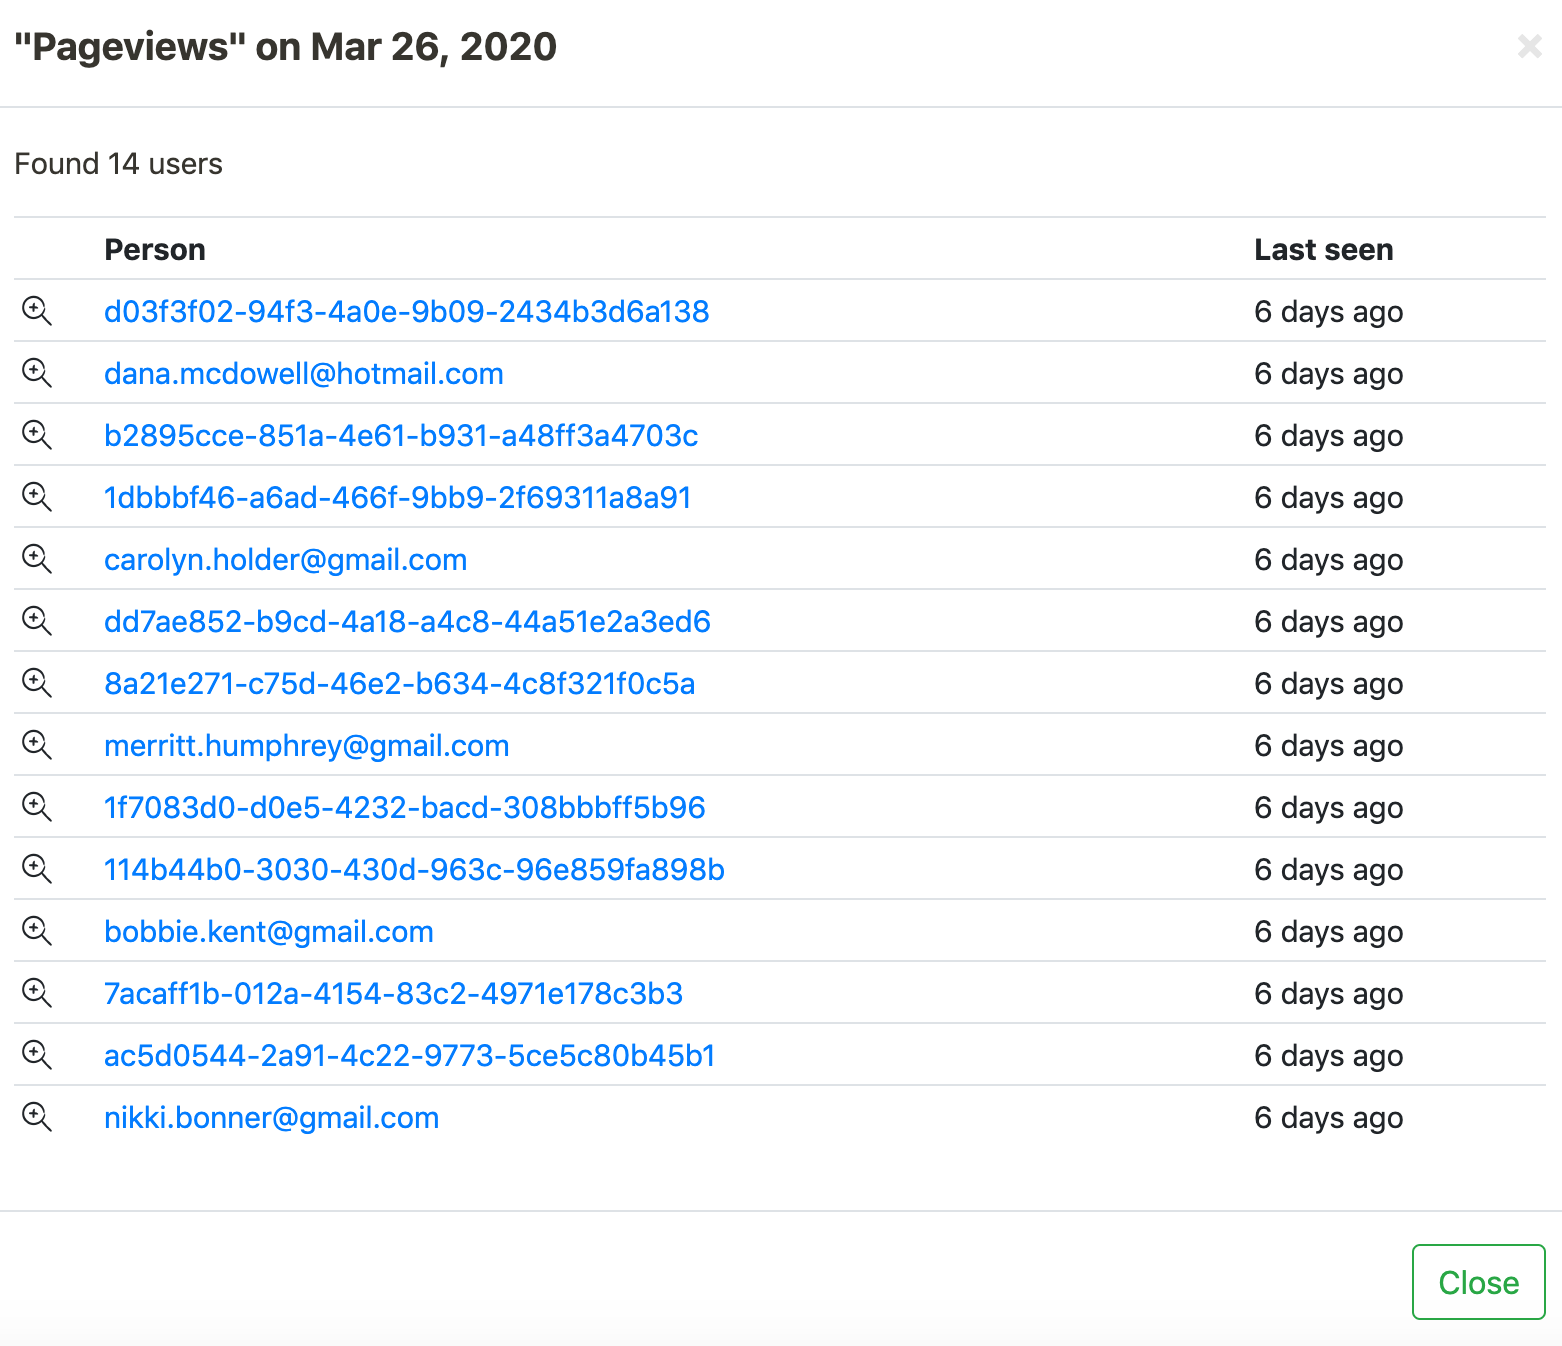 "Pageviews" on Mar 26, 2020 ×
Found 14 users
Person Last seen
d03f3f02-94f3-4a0e-9b09-2434b3d6a138 6 days ago
dana.mcdowell@hotmail.com 6 days ago
b2895cce-851a-4e61-b931-a48ff3a4703c 6 days ago
1dbbbf46-a6ad-466f-9bb9-2f69311a8a91 6 days ago
carolyn.holder@gmail.com 6 days ago
dd7ae852-b9cd-4a18-a4c8-44a51e2a3ed6 6 days ago
8a21e271-c75d-46e2-b634-4c8f321f0c5a 6 days ago
merritt.humphrey@gmail.com 6 days ago
1f7083d0-d0e5-4232-bacd-308bbbff5b96 6 days ago
114b44b0-3030-430d-963c-96e859fa898b 6 days ago
bobbie.kent@gmail.com 6 days ago
7acaff1b-012a-4154-83c2-4971e178c3b3 6 days ago
ac5d0544-2a91-4c22-9773-5ce5c80b45b1 6 days ago
nikki.bonner@gmail.com 6 days ago
Close